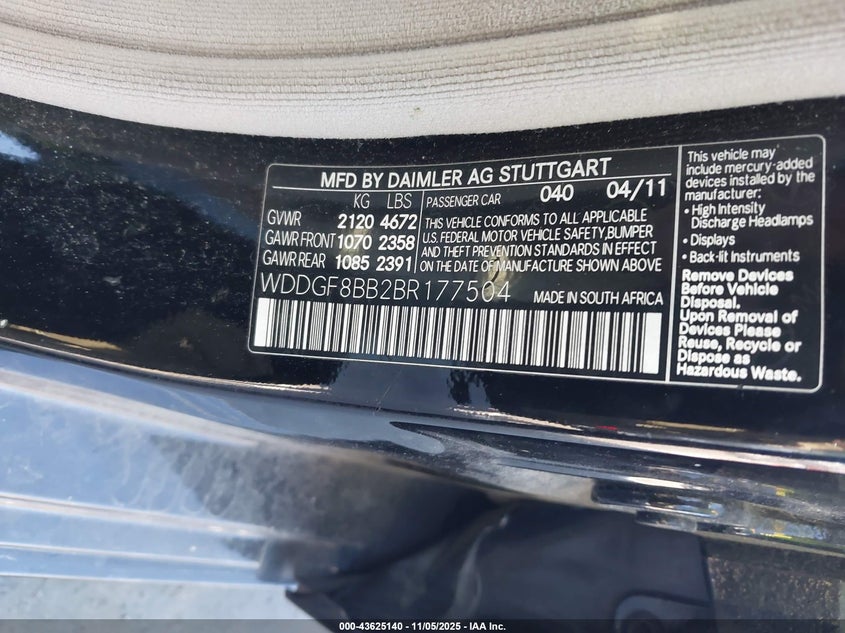 MFD BY DAIMLER AG STUTTGART
KG LBS
GVWR 2120 4672
GAWR FRONT 1070 2358
GAWR REAR 1085 2391
PASSENGER CAR 040 04/11
THIS VEHICLE CONFORMS TO ALL APPLICABLE
U.S. FEDERAL MOTOR VEHICLE SAFETY,BUMPER
AND THEFT PREVENTION STANDARDS IN EFFECT
ON THE DATE OF MANUFACTURE SHOWN ABOVE
WDDGF8BB2BR177504 MADE IN SOUTH AFRICA
This vehicle may
include mercury-added
devices installed by the
manufacturer:
• High Intensity
Discharge Headlamps
• Displays
• Back-lit Instruments
Remove Devices
Before Vehicle
Disposal.
Upon Removal of
Devices Please
Reuse, Recycle or
Dispose as
Hazardous Waste.
000-43625140 - 11/05/2025 - IAA Inc.